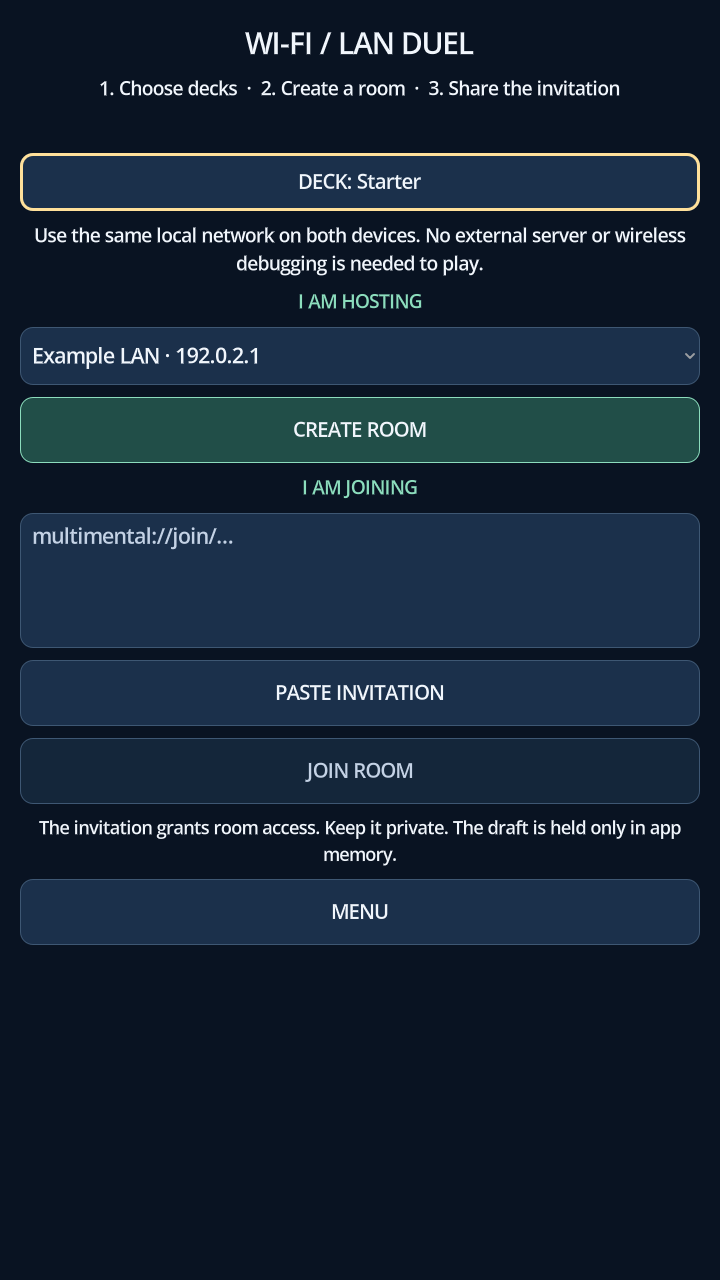 WI-FI / LAN DUEL
1. Choose decks · 2. Create a room · 3. Share the invitation
DECK: Starter
Use the same local network on both devices. No external server or wireless
debugging is needed to play.
I AM HOSTING
Example LAN · 192.0.2.1
CREATE ROOM
I AM JOINING
multimental://join/...
PASTE INVITATION
JOIN ROOM
The invitation grants room access. Keep it private. The draft is held only in app
memory.
MENU